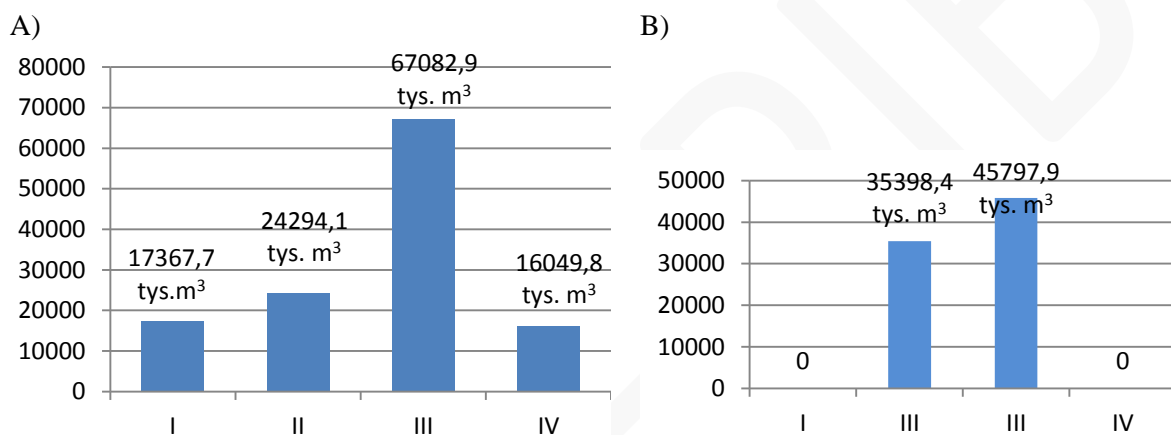 A)
80000
70000
60000
50000
40000
30000
20000
10000
0
17367,7
tys.m³
24294,1
tys. m³
67082,9
tys. m³
16049,8
tys. m³
I II III IV
B)
50000
40000
30000
20000
10000
0
0
35398,4
tys. m³
45797,9
tys. m³
0
I III III IV